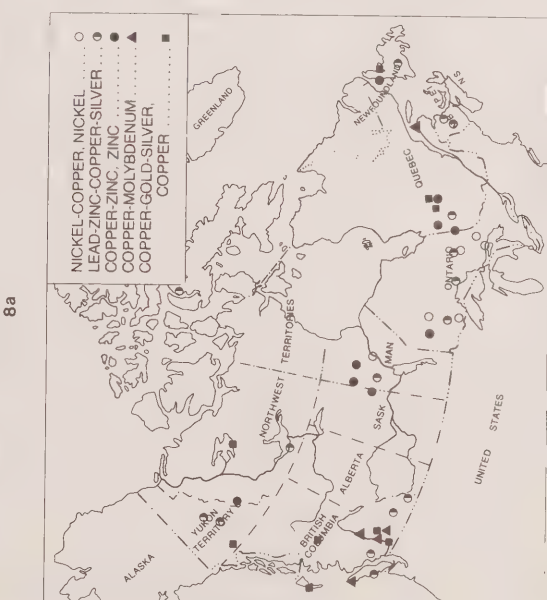 8a
NICKEL-COPPER, NICKEL
LEAD-ZINC-COPPER-SILVER
COPPER-ZINC, ZINC
COPPER-MOLYBDENUM
COPPER-GOLD-SILVER,
COPPER
GREENLAND
ALASKA
YUKON
TERRITORY
NORTHWEST TERRITORIES
BRITISH
COLUMBIA
ALBERTA
SASK
MAN
ONTARIO
QUEBEC
NEWFOUNDLAND
N.S.
UNITED STATES